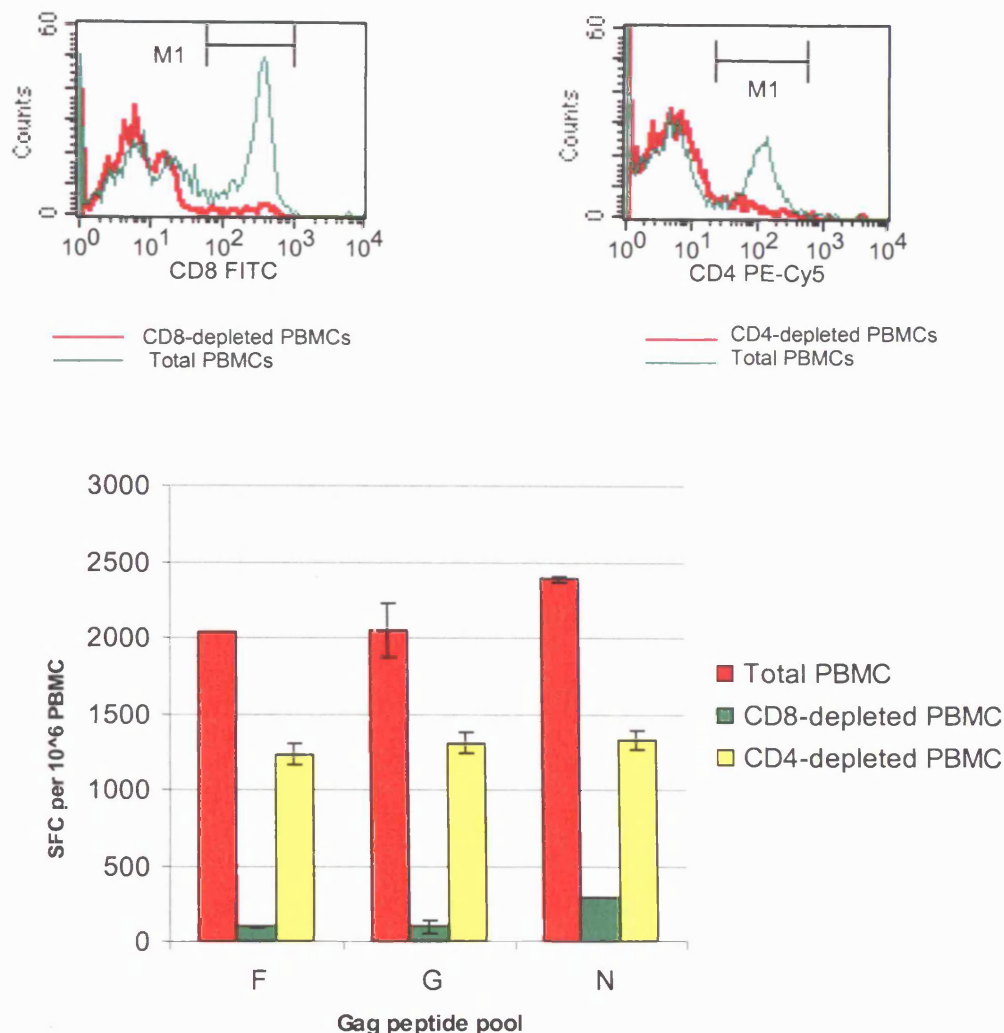 60
M1
Counts
0
10^0 10^1 10^2 10^3 10^4
CD8 FITC
CD8-depleted PBMCs
Total PBMCs
60
M1
Counts
0
10^0 10^1 10^2 10^3 10^4
CD4 PE-Cy5
CD4-depleted PBMCs
Total PBMCs
3000
2500
2000
1500
1000
500
0
SFC per 10^6 PBMC
F G N
Gag peptide pool
Total PBMC
CD8-depleted PBMC
CD4-depleted PBMC